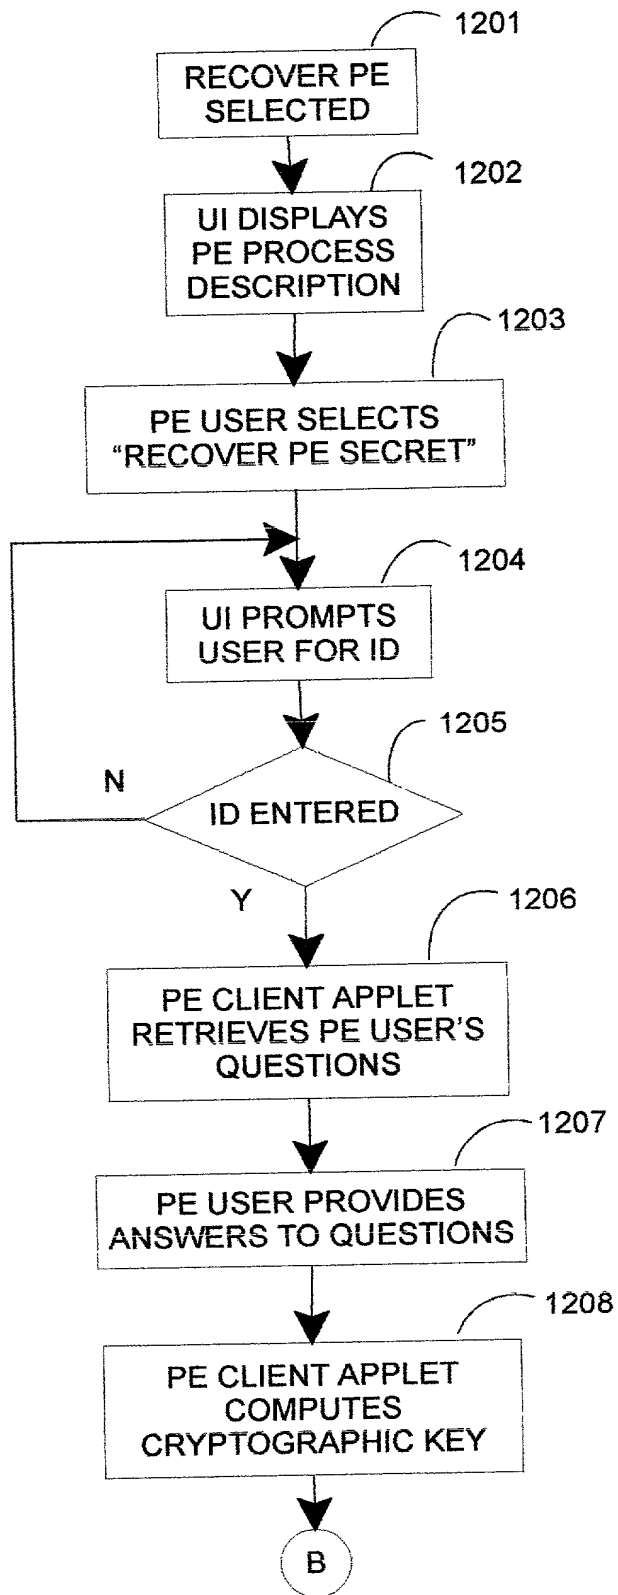 1201
RECOVER PE
SELECTED
1202
UI DISPLAYS
PE PROCESS
DESCRIPTION
1203
PE USER SELECTS
“RECOVER PE SECRET”
1204
UI PROMPTS
USER FOR ID
1205
N
ID ENTERED
Y
1206
PE CLIENT APPLET
RETRIEVES PE USER'S
QUESTIONS
1207
PE USER PROVIDES
ANSWERS TO QUESTIONS
1208
PE CLIENT APPLET
COMPUTES
CRYPTOGRAPHIC KEY
B